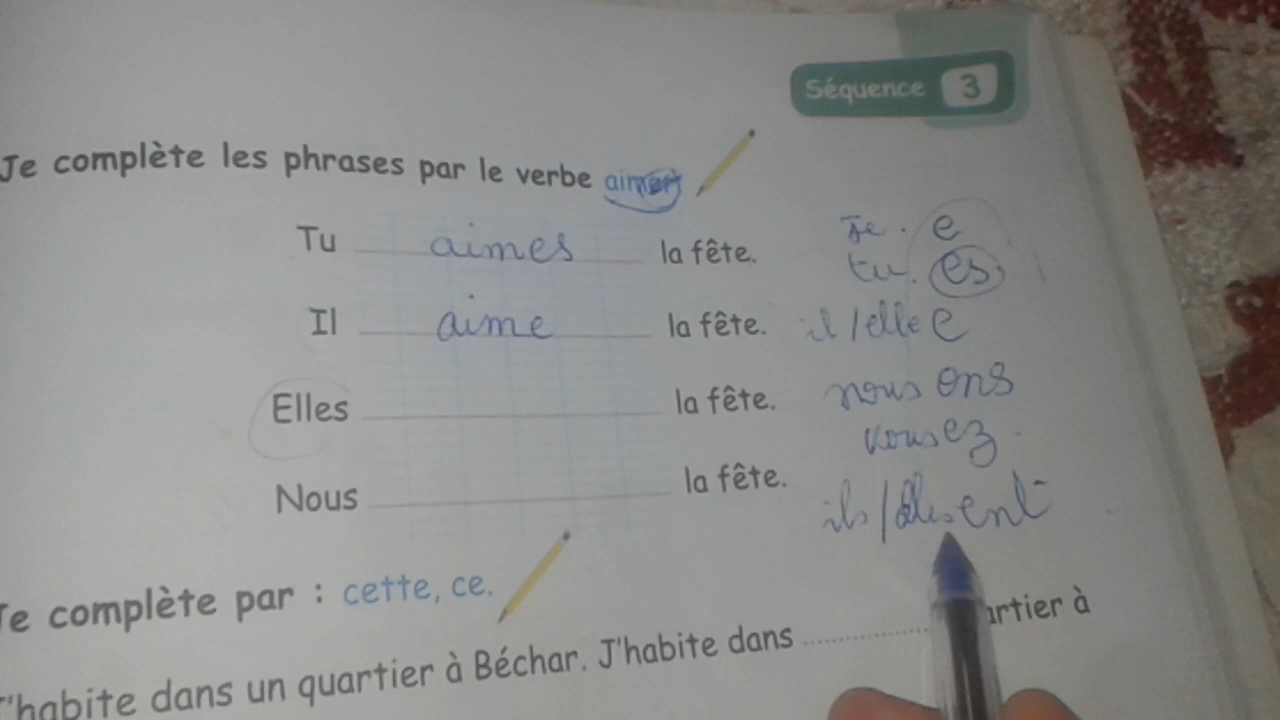 Séquence 3
Je complète les phrases par le verbe aimer
Tu aimes la fête.
je . e
tu . es
Il aime la fête.
il / elle e
Elles la fête.
nous ons
vous ez .
Nous la fête.
ils / elles ent
Je complète par : cette, ce.
J'habite dans un quartier à Béchar. J'habite dans .............. artier à